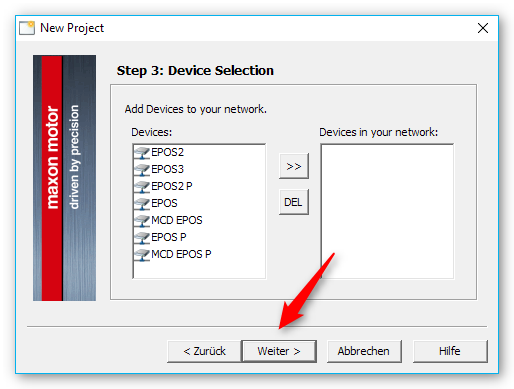 New Project
maxon motor
driven by precision
Step 3: Device Selection
Add Devices to your network.
Devices:
Devices in your network:
EPOS2
EPOS3
EPOS2 P
EPOS
MCD EPOS
EPOS P
MCD EPOS P
>>
DEL
< Zurück
Weiter >
Abbrechen
Hilfe